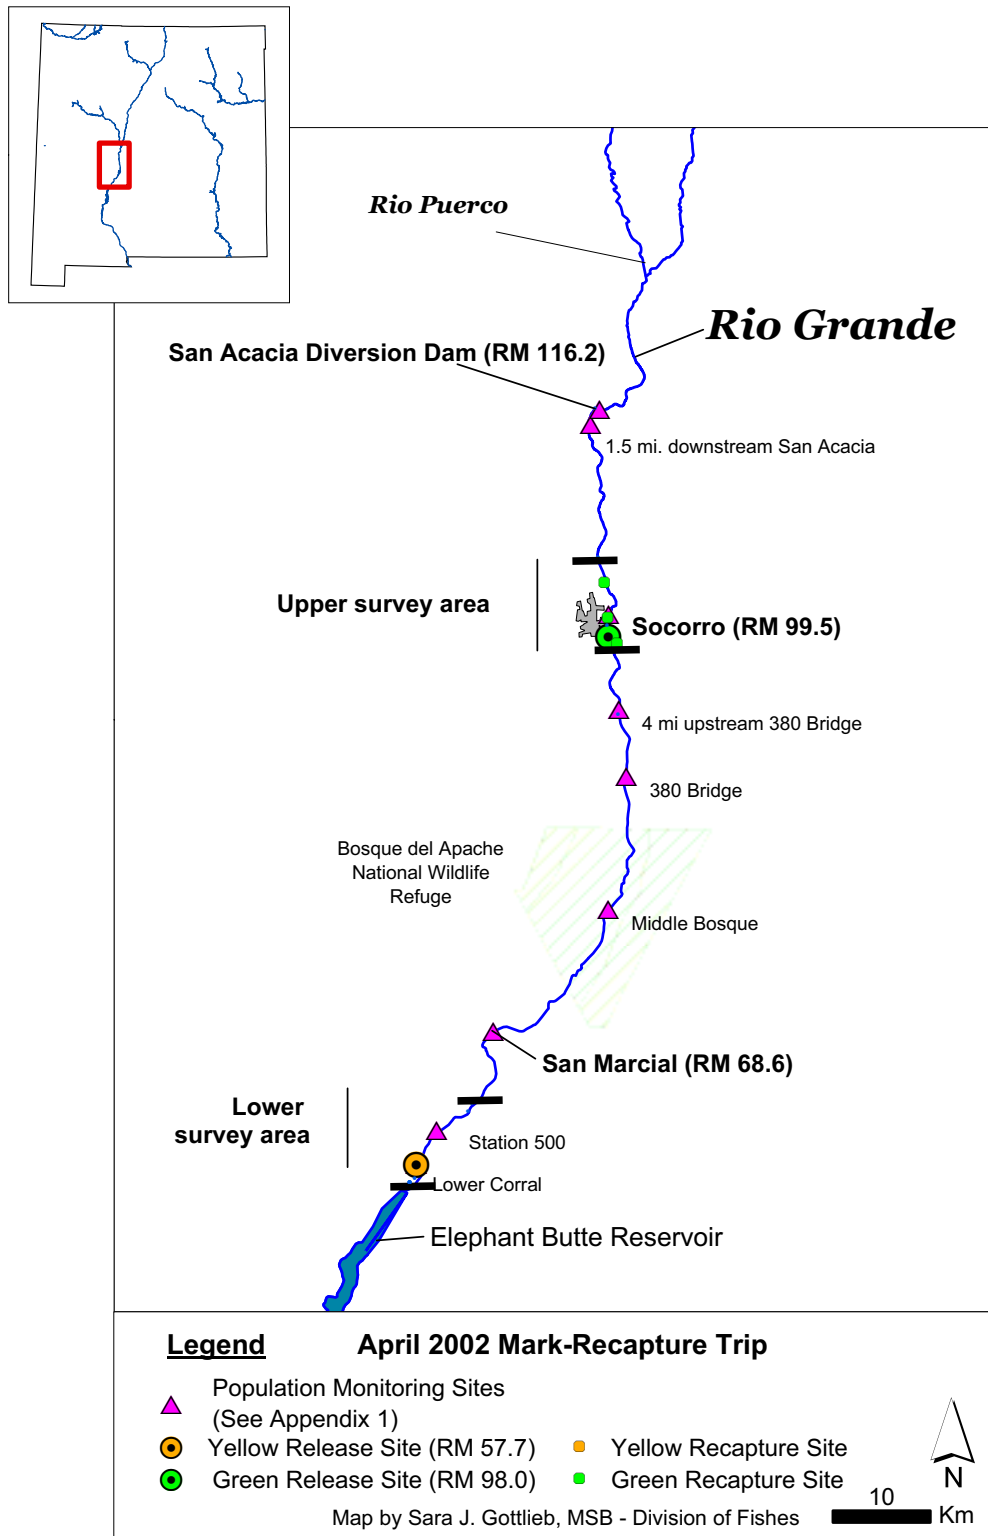 Rio Puerco
Rio Grande
San Acacia Diversion Dam (RM 116.2)
1.5 mi. downstream San Acacia
Upper survey area
Socorro (RM 99.5)
4 mi upstream 380 Bridge
380 Bridge
Bosque del Apache
National Wildlife
Refuge
Middle Bosque
San Marcial (RM 68.6)
Lower
survey area
Station 500
Lower Corral
Elephant Butte Reservoir
Legend
April 2002 Mark-Recapture Trip
Population Monitoring Sites
(See Appendix 1)
Yellow Release Site (RM 57.7)
Yellow Recapture Site
Green Release Site (RM 98.0)
Green Recapture Site
N
10
Km
Map by Sara J. Gottlieb, MSB - Division of Fishes